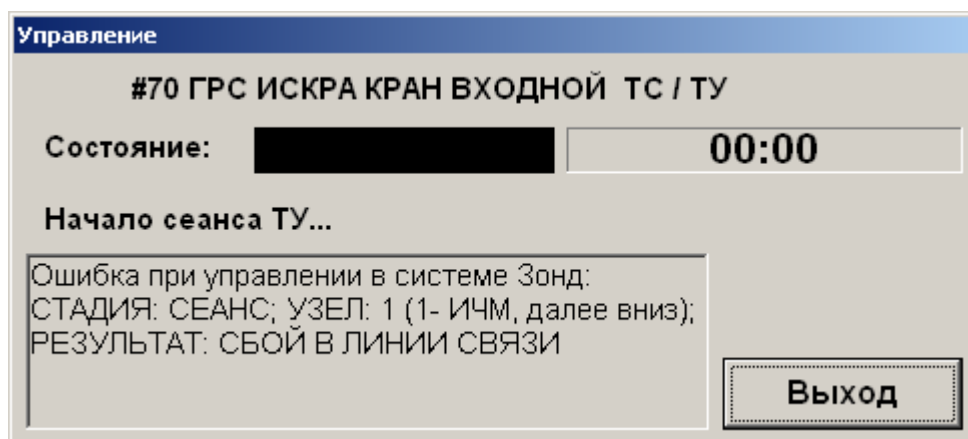 Управление
#70 ГРС ИСКРА КРАН ВХОДНОЙ ТС / ТУ
Состояние:
00:00
Начало сеанса ТУ...
Ошибка при управлении в системе Зонд:
СТАДИЯ: СЕАНС; УЗЕЛ: 1 (1- ИЧМ, далее вниз);
РЕЗУЛЬТАТ: СБОЙ В ЛИНИИ СВЯЗИ
Выход